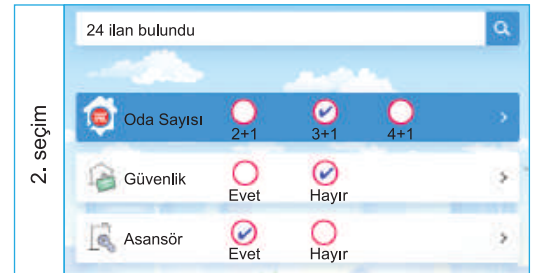 2. seçim
24 ilan bulundu
Oda Sayısı
2+1 3+1 4+1
Güvenlik
Evet Hayır
Asansör
Evet Hayır